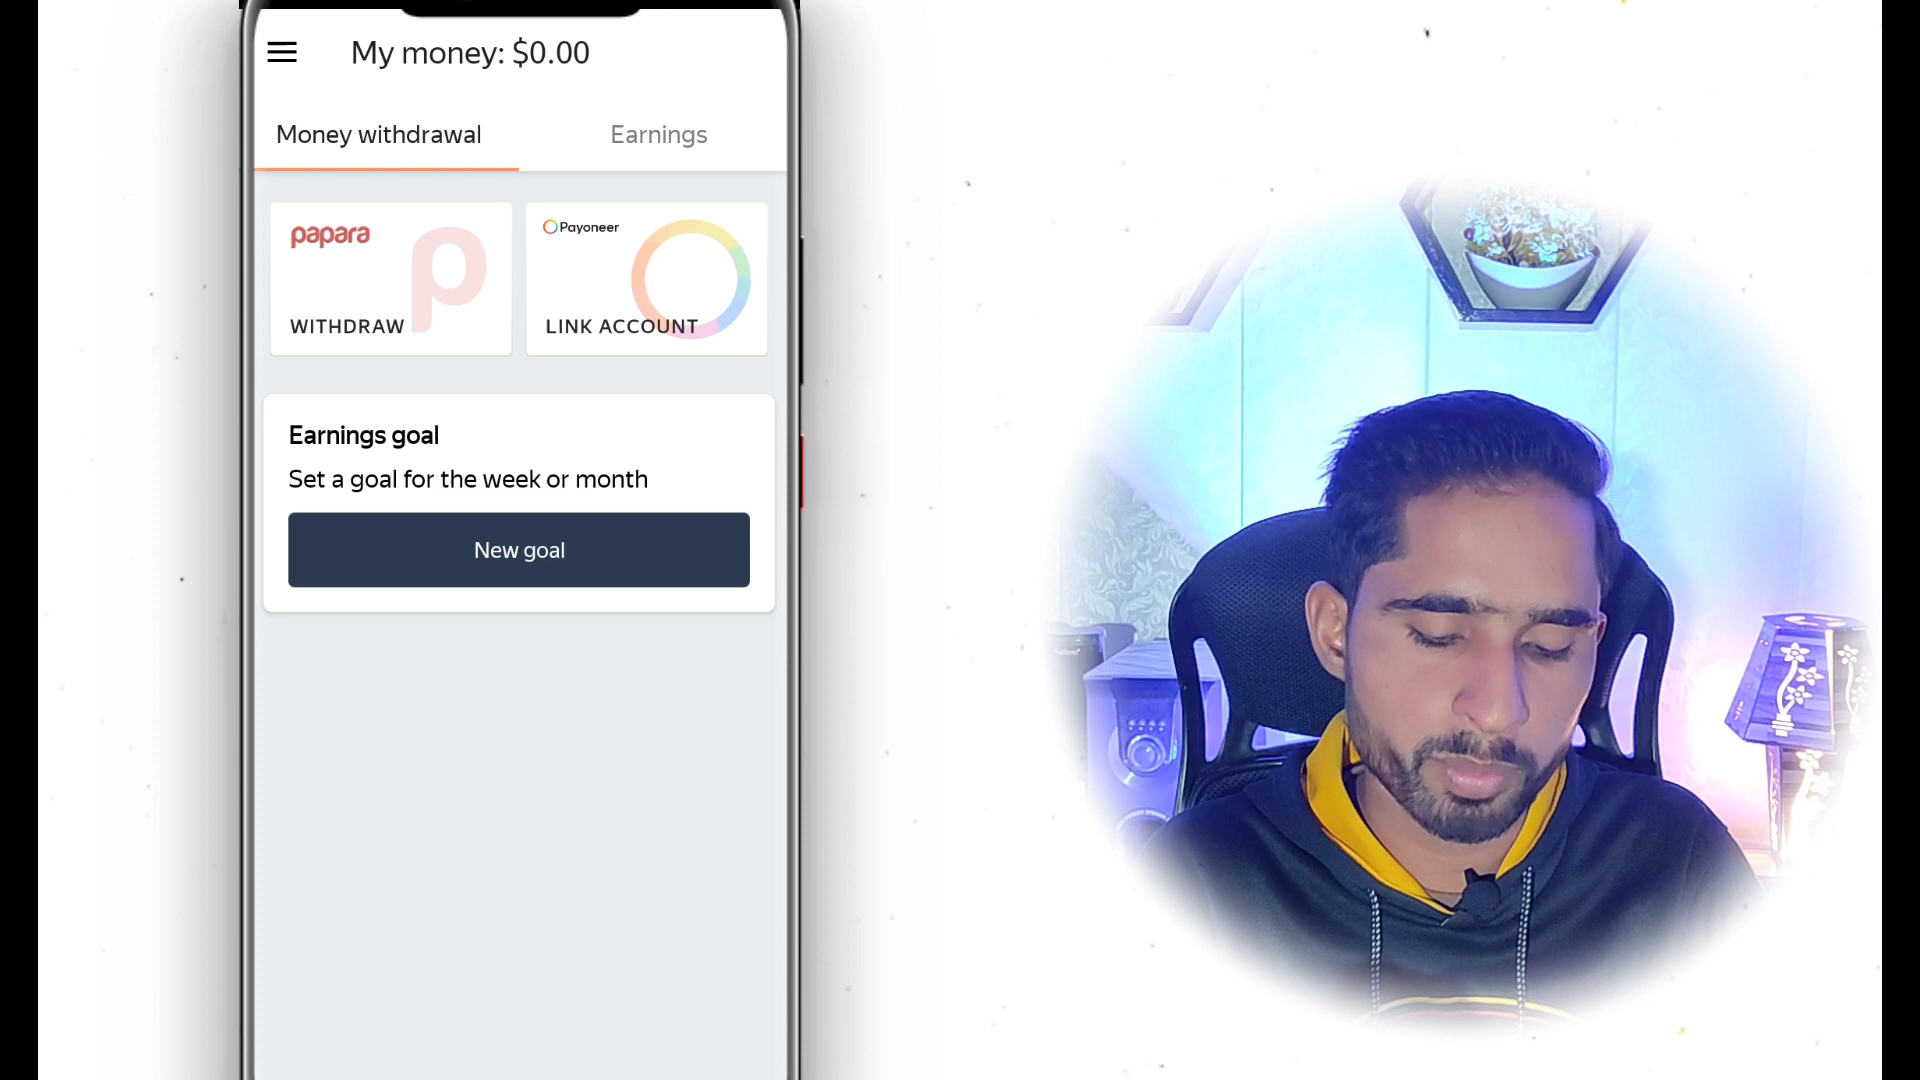 My money: $0.00
Money withdrawal
Earnings
papara
WITHDRAW
Payoneer
LINK ACCOUNT
Earnings goal
Set a goal for the week or month
New goal